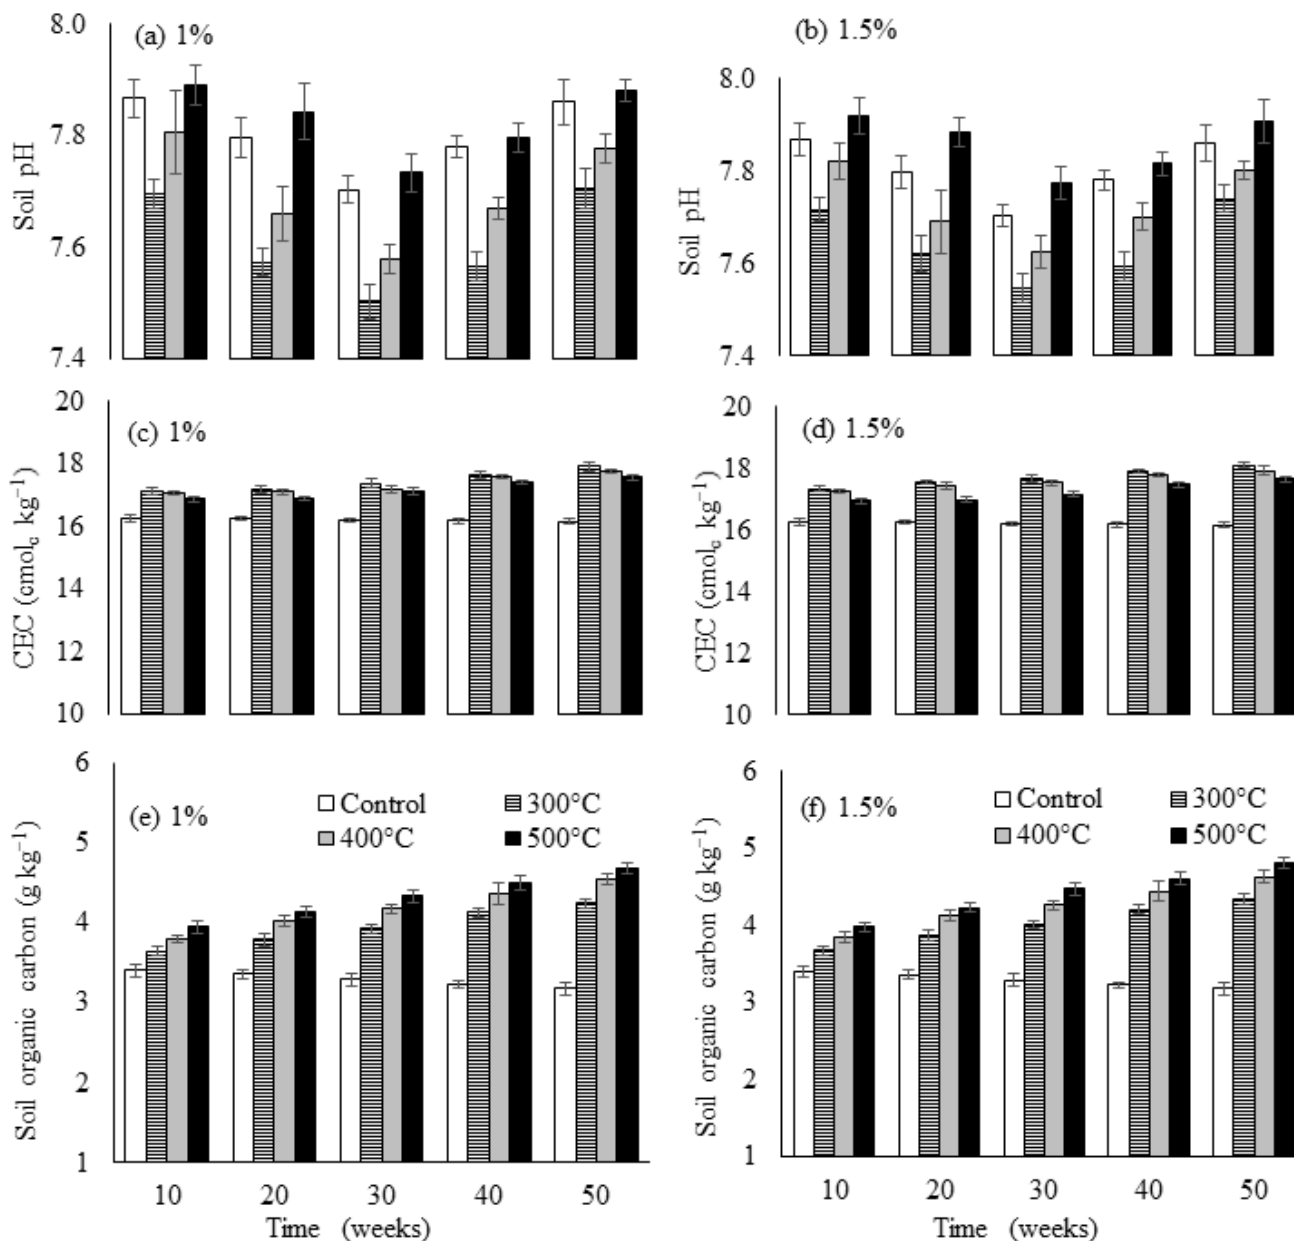 (a) 1%
Soil pH
8.0
7.8
7.6
7.4
(b) 1.5%
Soil pH
8.0
7.8
7.6
7.4
(c) 1%
CEC (cmolc kg⁻¹)
20
18
16
14
12
10
(d) 1.5%
CEC (cmolc kg⁻¹)
20
18
16
14
12
10
(e) 1%
Soil organic carbon (g kg⁻¹)
6
5
4
3
2
1
Control
300°C
400°C
500°C
10 20 30 40 50
Time (weeks)
(f) 1.5%
Soil organic carbon (g kg⁻¹)
6
5
4
3
2
1
Control
300°C
400°C
500°C
10 20 30 40 50
Time (weeks)